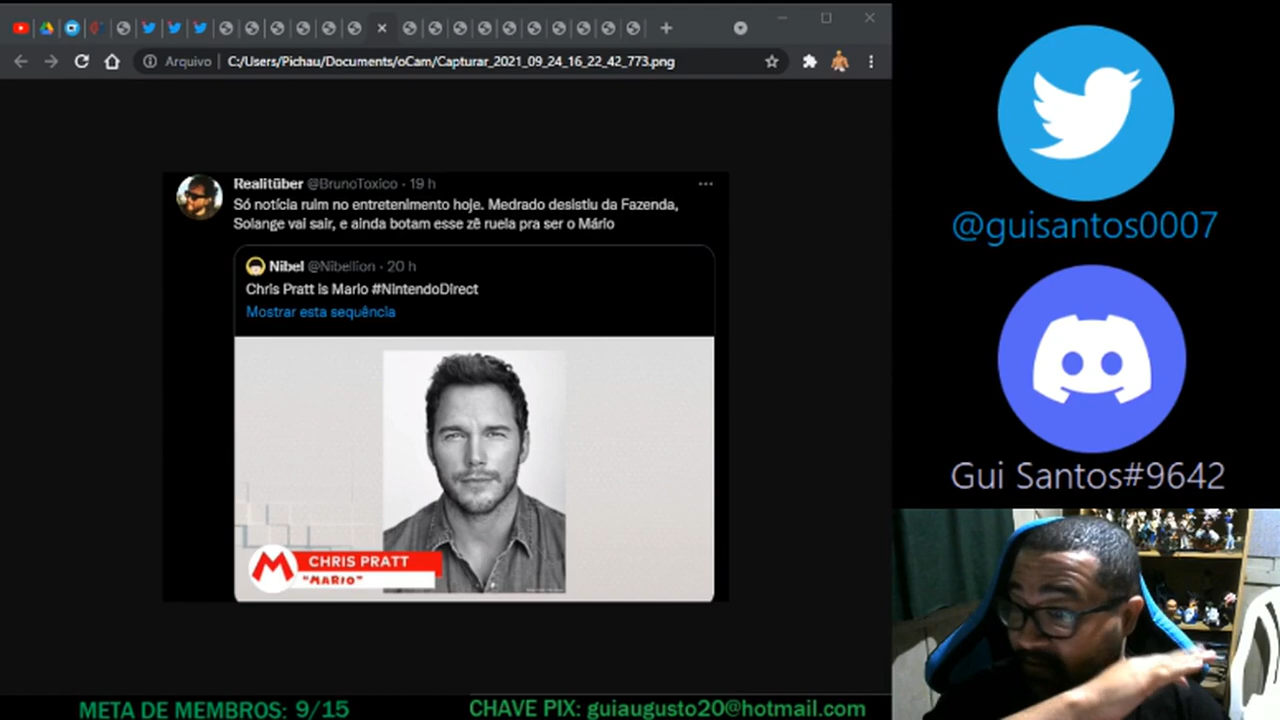 Arquivo
C:/Users/Pichau/Documents/oCam/Capturar_2021_09_24_16_22_42_773.png
Realitüber @BrunoToxico · 19 h
Só notícia ruim no entretenimento hoje. Medrado desistiu da Fazenda,
Solange vai sair, e ainda botam esse zé ruela pra ser o Mário
Nibel @Nibellion · 20 h
Chris Pratt is Mario #NintendoDirect
Mostrar esta sequência
M
CHRIS PRATT
"MARIO"
@guisantos0007
Gui Santos#9642
META DE MEMBROS: 9/15
CHAVE PIX: guiaugusto20@hotmail.com